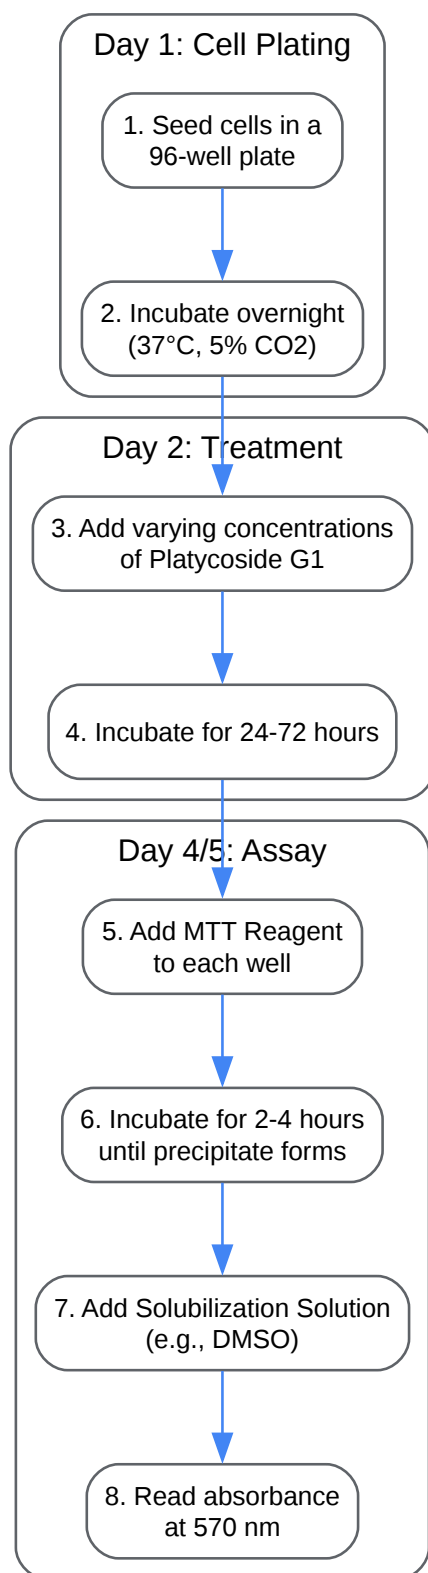 Day 1: Cell Plating
1. Seed cells in a
96-well plate
2. Incubate overnight
(37°C, 5% CO2)
Day 2: Treatment
3. Add varying concentrations
of Platycoside G1
4. Incubate for 24-72 hours
Day 4/5: Assay
5. Add MTT Reagent
to each well
6. Incubate for 2-4 hours
until precipitate forms
7. Add Solubilization Solution
(e.g., DMSO)
8. Read absorbance
at 570 nm